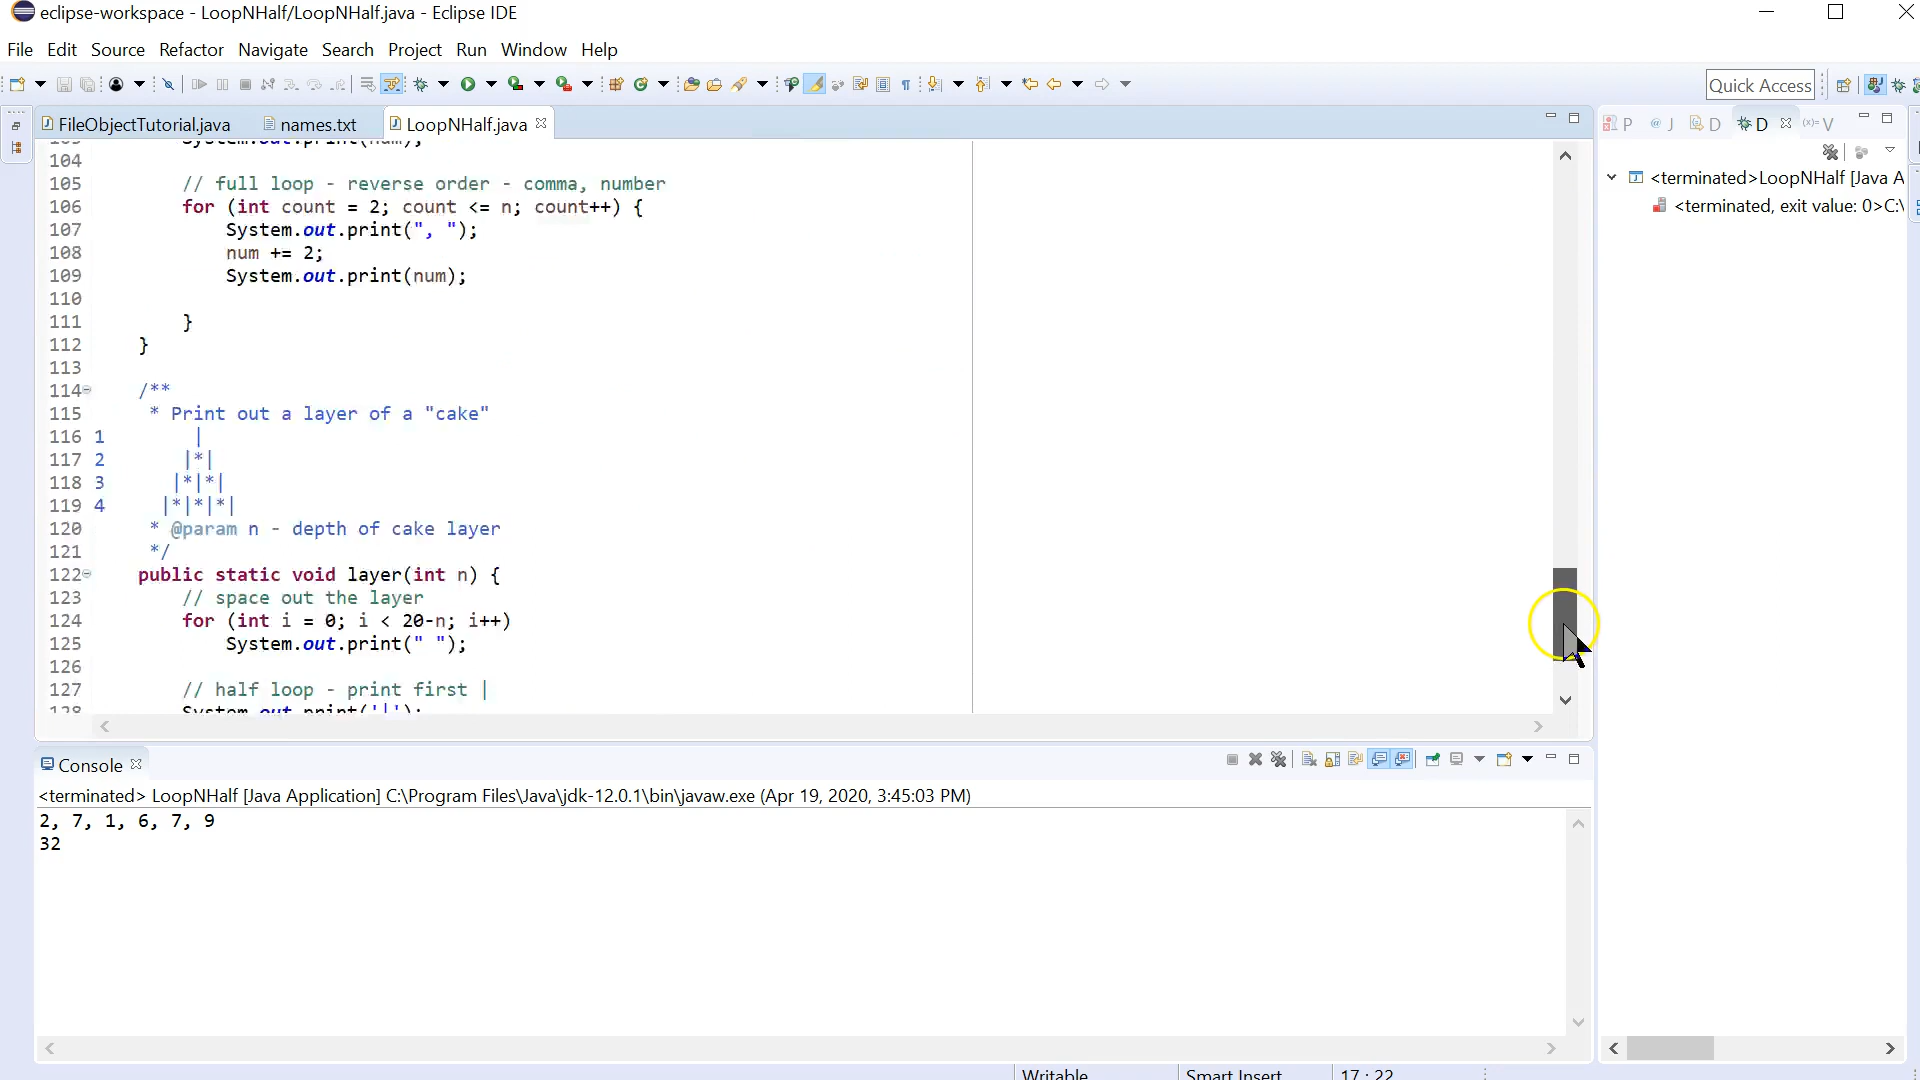 eclipse-workspace - LoopNHalf/LoopNHalf.java - Eclipse IDE
File Edit Source Refactor Navigate Search Project Run Window Help
Quick Access
FileObjectTutorial.java names.txt LoopNHalf.java
P @ J D D (x)= V
104
105 // full loop - reverse order - comma, number
106 for (int count = 2; count <= n; count++) {
107 System.out.print(", ");
108 num += 2;
109 System.out.print(num);
110
111 }
112 }
113
114 /**
115 * Print out a layer of a "cake"
116 1 |
117 2 |*|
118 3 |*|*|
119 4 |*|*|*|
120 * @param n - depth of cake layer
121 */
122 public static void layer(int n) {
123 // space out the layer
124 for (int i = 0; i < 20-n; i++)
125 System.out.print(" ");
126
127 // half loop - print first |
128 System.out.print('|');
<terminated>LoopNHalf [Java A
<terminated, exit value: 0>C:\
Console
<terminated> LoopNHalf [Java Application] C:\Program Files\Java\jdk-12.0.1\bin\javaw.exe (Apr 19, 2020, 3:45:03 PM)
2, 7, 1, 6, 7, 9
32
Writable Smart Insert 17 : 22